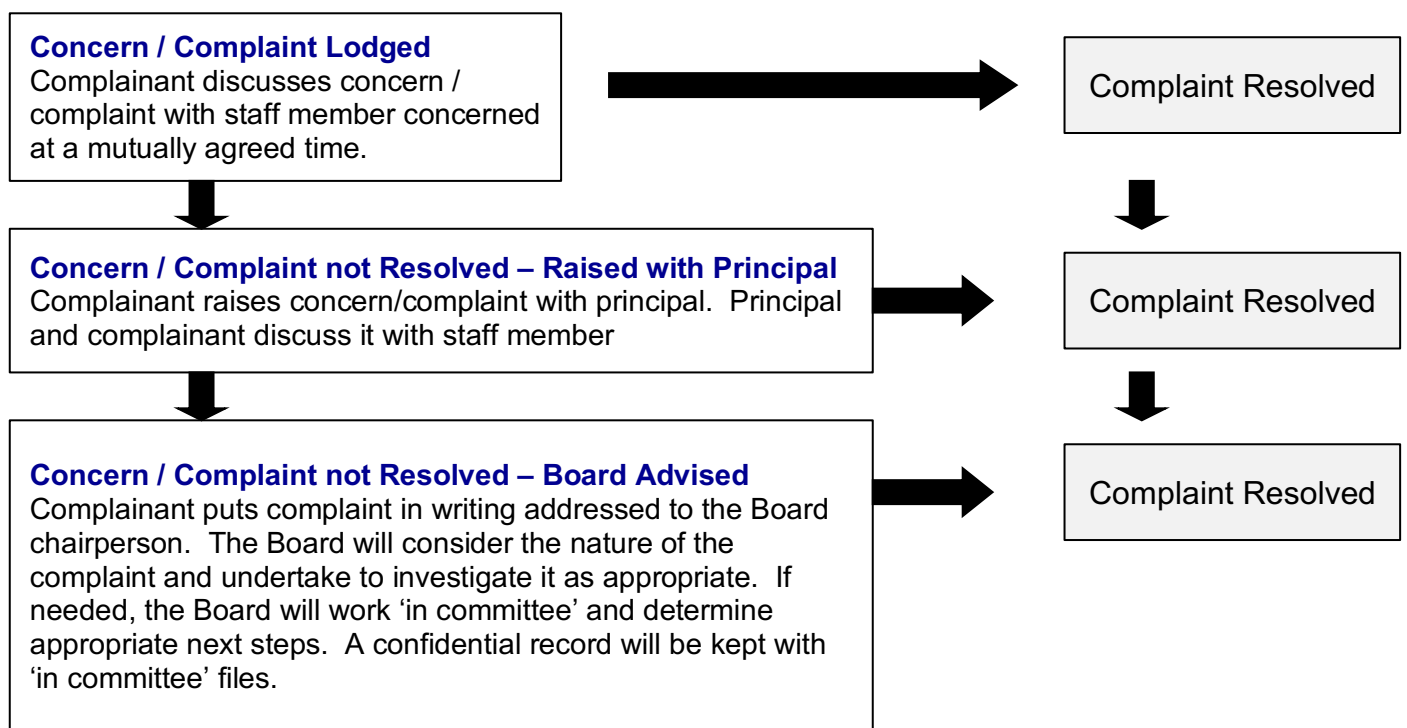 Concern / Complaint Lodged
Complainant discusses concern /
complaint with staff member concerned
at a mutually agreed time.
Complaint Resolved
Concern / Complaint not Resolved – Raised with Principal
Complainant raises concern/complaint with principal.  Principal
and complainant discuss it with staff member
Complaint Resolved
Concern / Complaint not Resolved – Board Advised
Complainant puts complaint in writing addressed to the Board
chairperson.  The Board will consider the nature of the
complaint and undertake to investigate it as appropriate.  If
needed, the Board will work ‘in committee’ and determine
appropriate next steps.  A confidential record will be kept with
‘in committee’ files.
Complaint Resolved